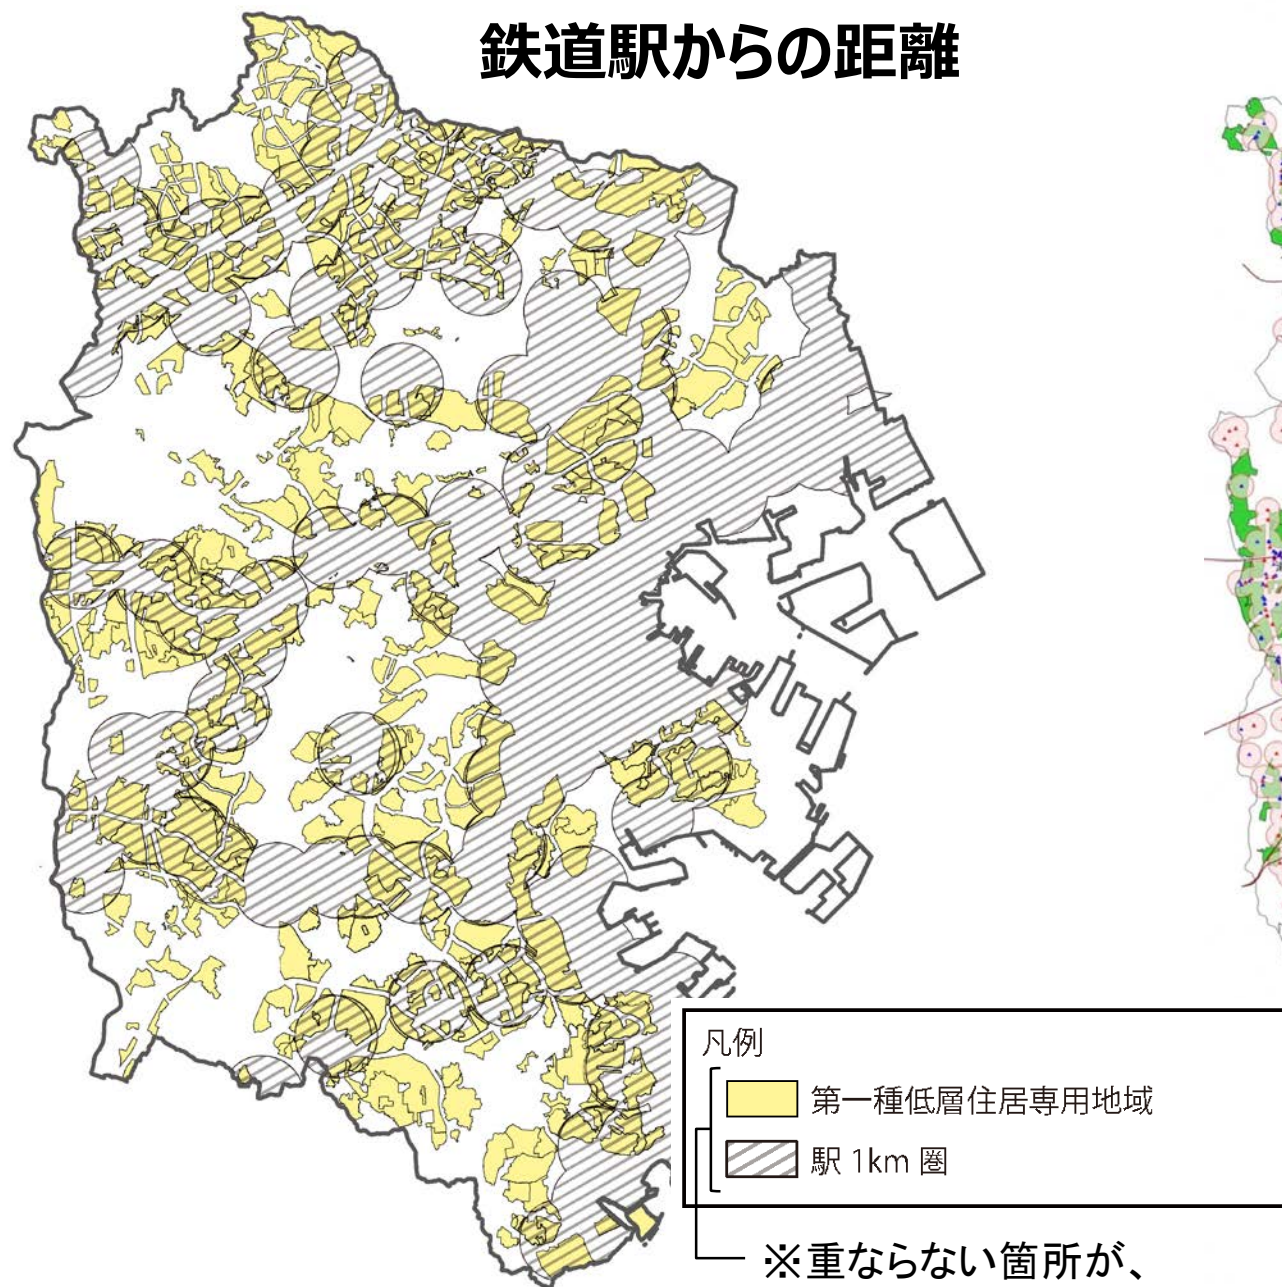 鉄道駅からの距離
凡例
第一種低層住居専用地域
駅 1km 圏
※重ならない箇所が、